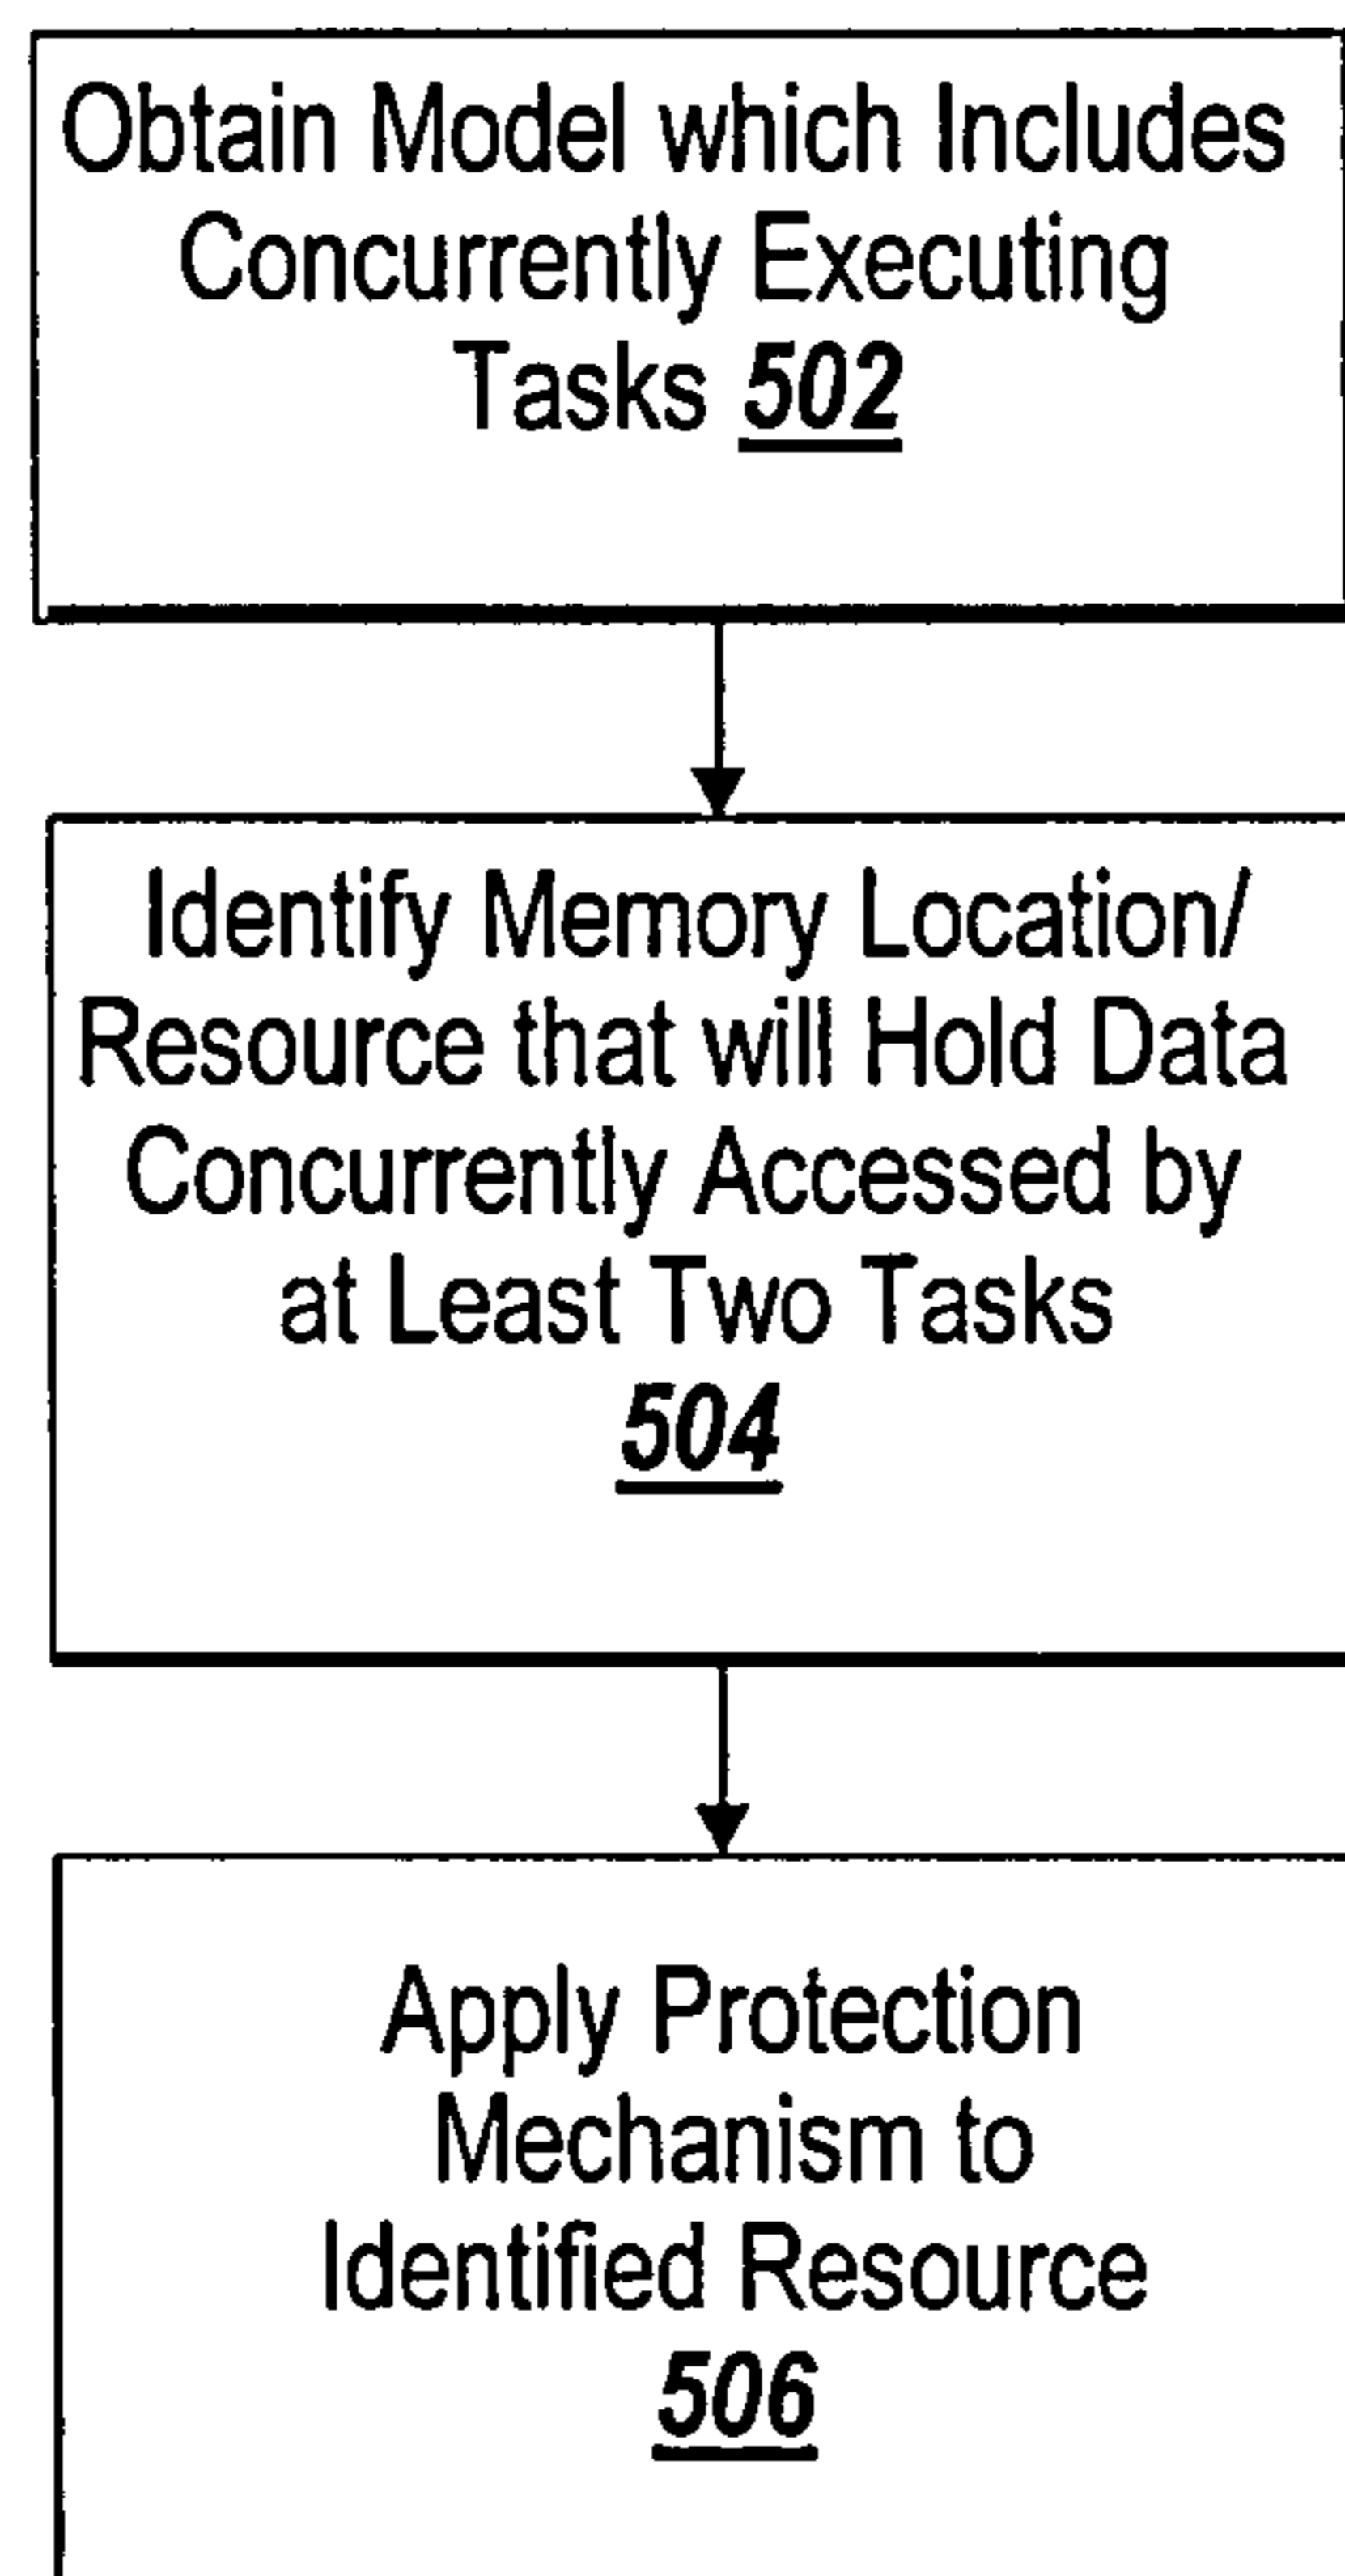 Obtain Model which Includes
Concurrently Executing
Tasks 502
Identify Memory Location/
Resource that will Hold Data
Concurrently Accessed by
at Least Two Tasks
504
Apply Protection
Mechanism to
Identified Resource
506